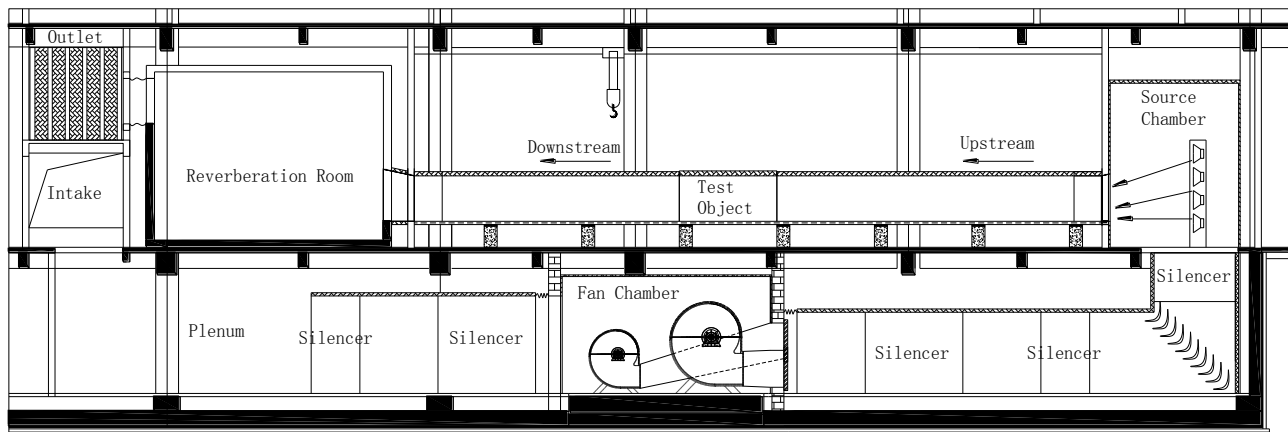 Outlet
Source
Chamber
Downstream
Upstream
Reverberation Room
Intake
Test
Object
Silencer
Fan Chamber
Plenum
Silencer
Silencer
Silencer
Silencer